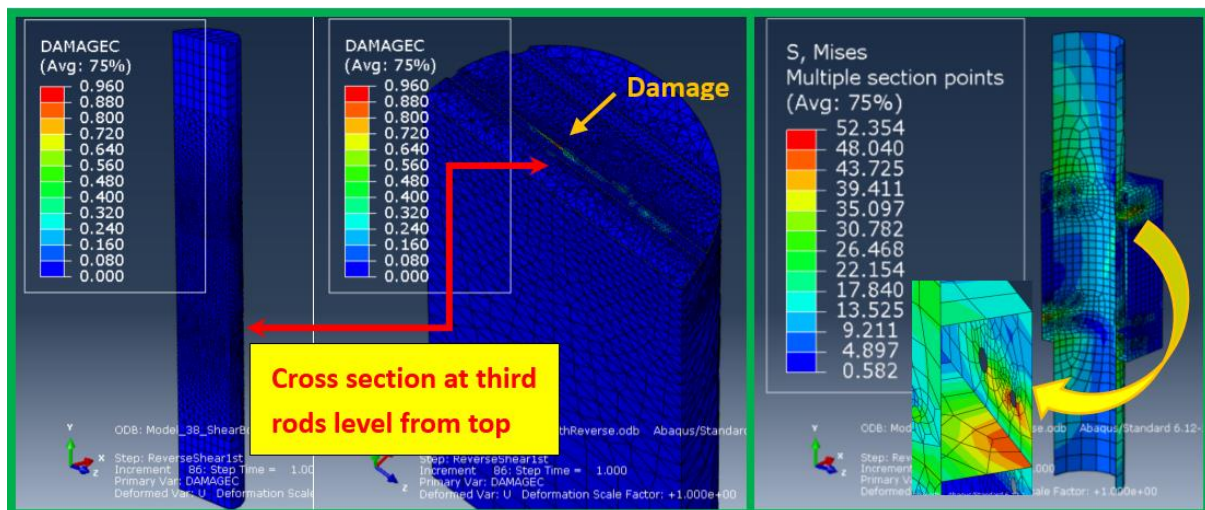 DAMAGEC
(Avg: 75%)
0.960
0.880
0.800
0.720
0.640
0.560
0.480
0.400
0.320
0.240
0.160
0.080
0.000
DAMAGEC
(Avg: 75%)
0.960
0.880
0.800
0.720
0.640
0.560
0.480
0.400
0.320
0.240
0.160
0.080
0.000
Damage
S, Mises
Multiple section points
(Avg: 75%)
52.354
48.040
43.725
39.411
35.097
30.782
26.468
22.154
17.840
13.525
9.211
4.897
0.582
Cross section at third
rods level from top
Y
X
Z
ODB: Model_38_ShearBo
Step: ReverseShear1st
Increment 86: Step Time = 1.00
Primary Var: DAMAGEC
Deformed Var: U Deformation Scale
Z
thReverse.odb Abaqus/Standard
Step: ReverseShear1st
Increment 86: Step Time = 1.000
Primary Var: DAMAGEC
Deformed Var: U Deformation Scale Factor: +1.000e+00
Y
X
Z
ODB: Mod
Abaqus/Standard 6.12-
Step: Reve
Increment
.000
Primary Va
Deformed
cale Factor: +1.000e+00